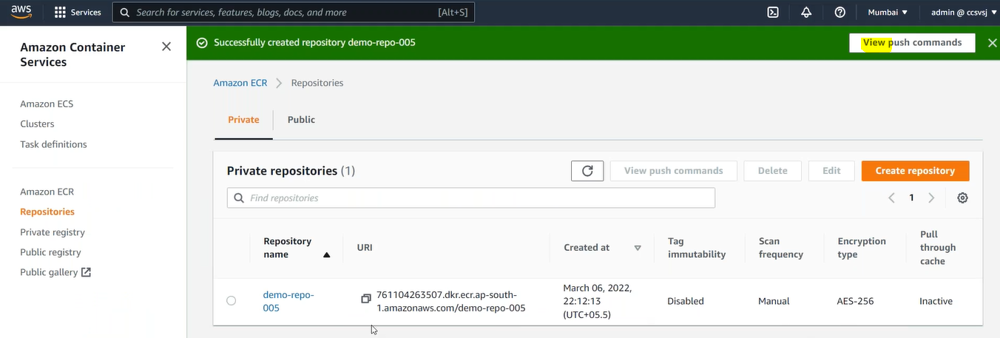 aws
Services
Search for services, features, blogs, docs, and more
[Alt+S]
Mumbai ▼
admin @ ccsvsj ▼
Amazon Container
Services
Amazon ECS
Clusters
Task definitions
Amazon ECR
Repositories
Private registry
Public registry
Public gallery
Successfully created repository demo-repo-005
View push commands
Amazon ECR
Repositories
Private
Public
Private repositories (1)
View push commands
Delete
Edit
Create repository
Find repositories
1
Repository
name
URI
Created at
Tag
immutability
Scan
frequency
Encryption
type
Pull
through
cache
demo-repo-
005
761104263507.dkr.ecr.ap-south-
1.amazonaws.com/demo-repo-005
March 06, 2022,
22:12:13
(UTC+05.5)
Disabled
Manual
AES-256
Inactive